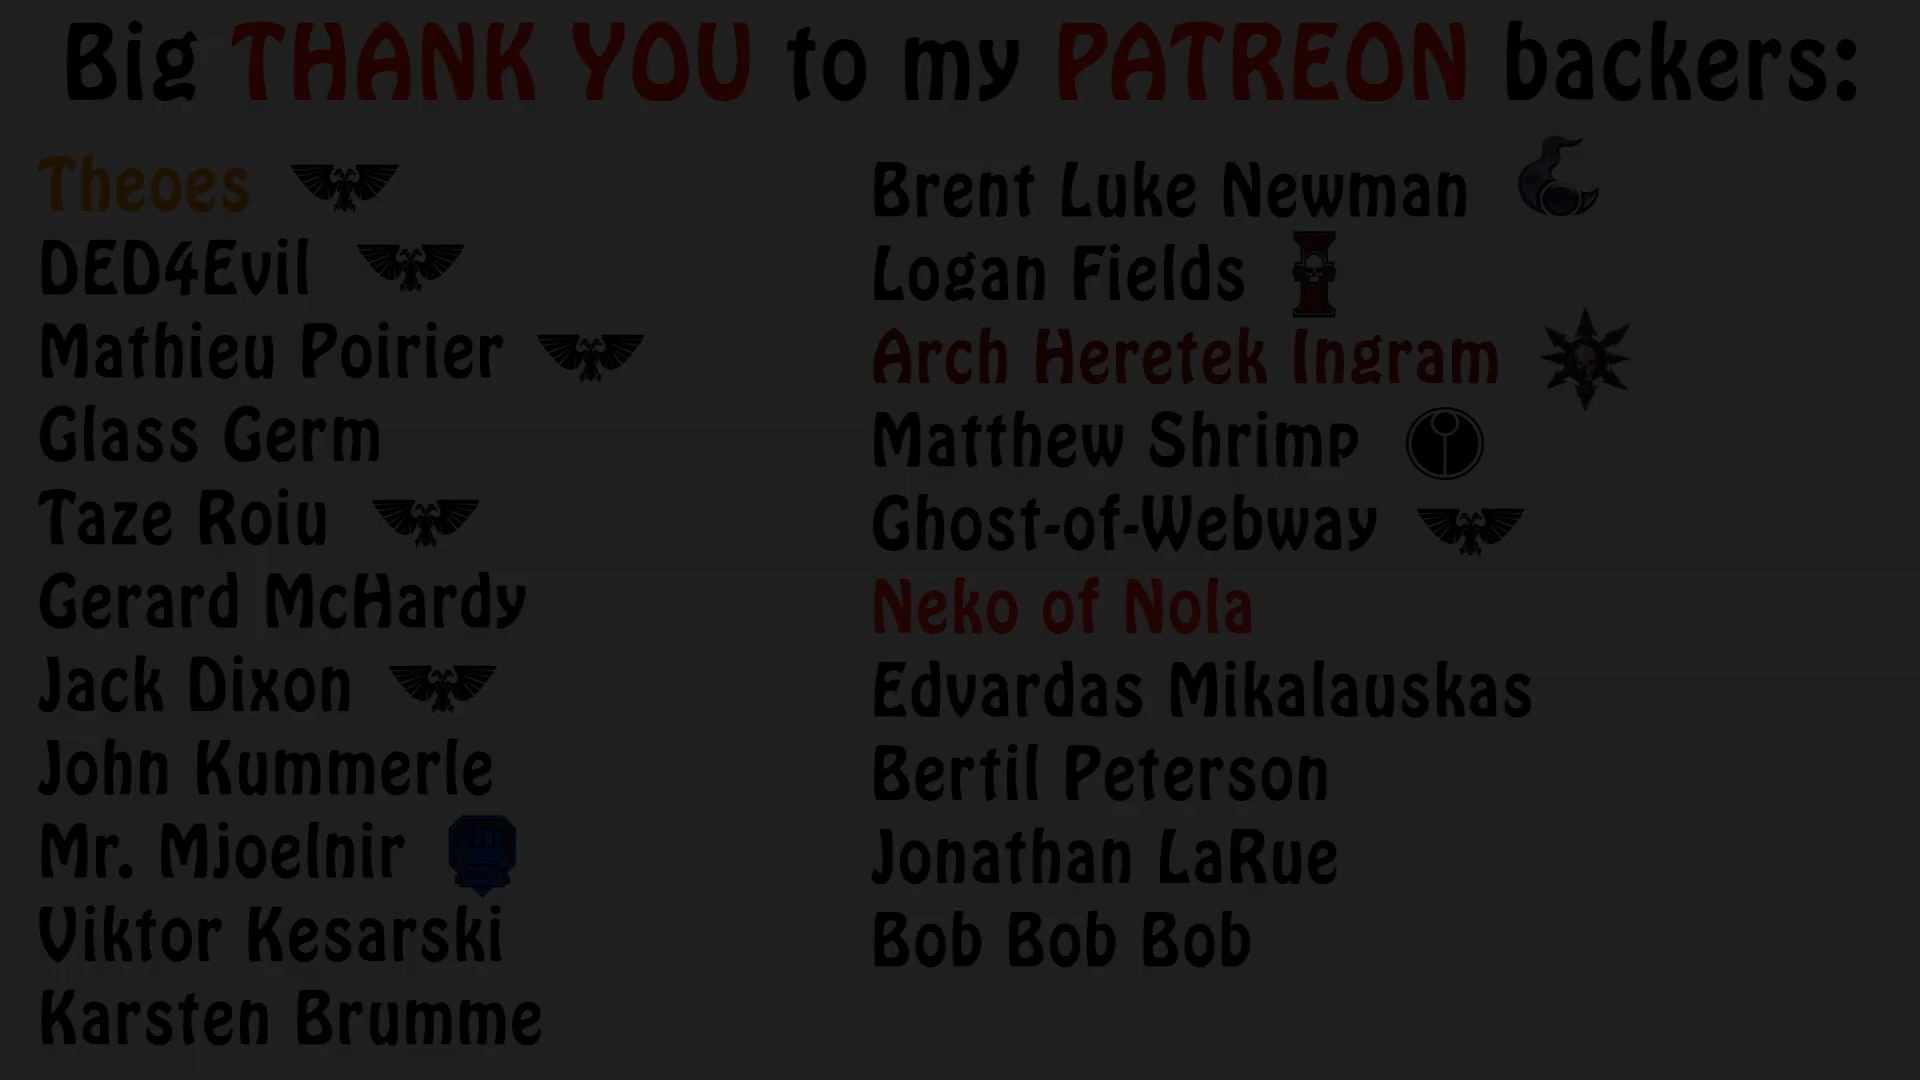 Big THANK YOU to my PATREON backers:
Theoes
DED4Evil
Mathieu Poirier
Glass Germ
Taze Roiu
Gerard McHardy
Jack Dixon
John Kummerle
Mr. Mjoelnir
Viktor Kesarski
Karsten Brumme
Brent Luke Newman
Logan Fields
Arch Heretek Ingram
Matthew Shrimp
Ghost-of-Webway
Neko of Nola
Edvardas Mikalauskas
Bertil Peterson
Jonathan LaRue
Bob Bob Bob